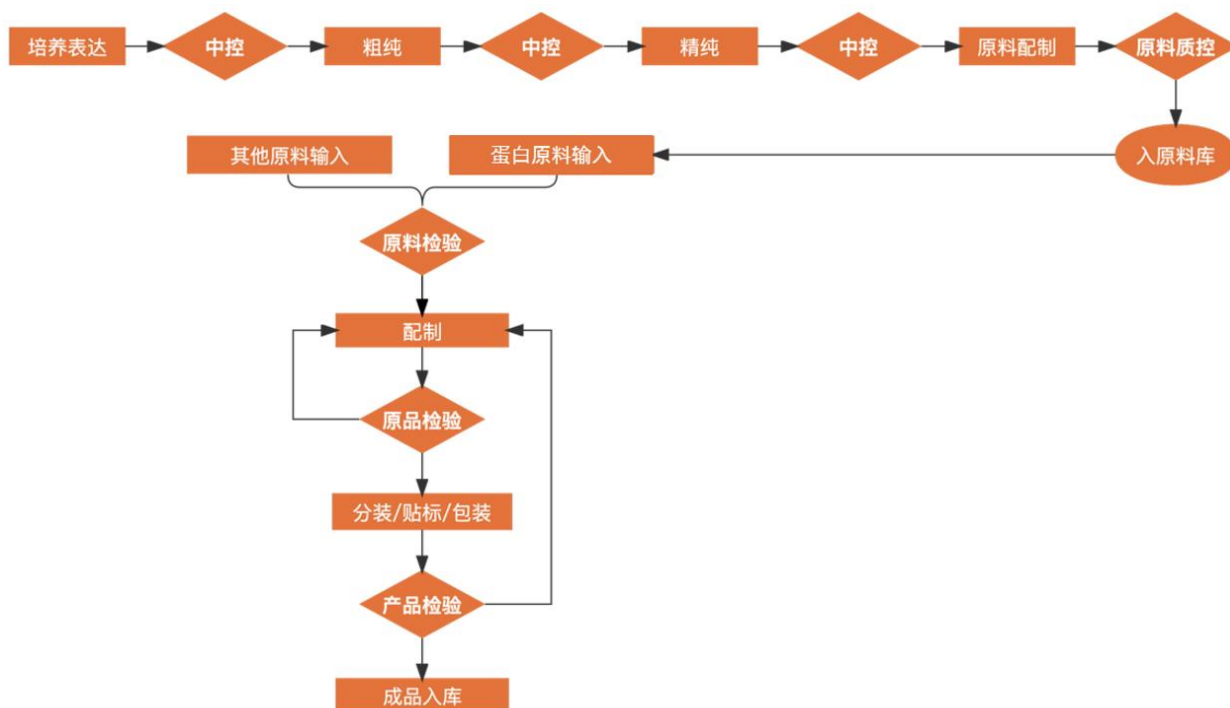 培养表达
中控
粗纯
中控
精纯
中控
原料配制
原料质控
其他原料输入
蛋白原料输入
入原料库
原料检验
配制
原品检验
分装/贴标/包装
产品检验
成品入库